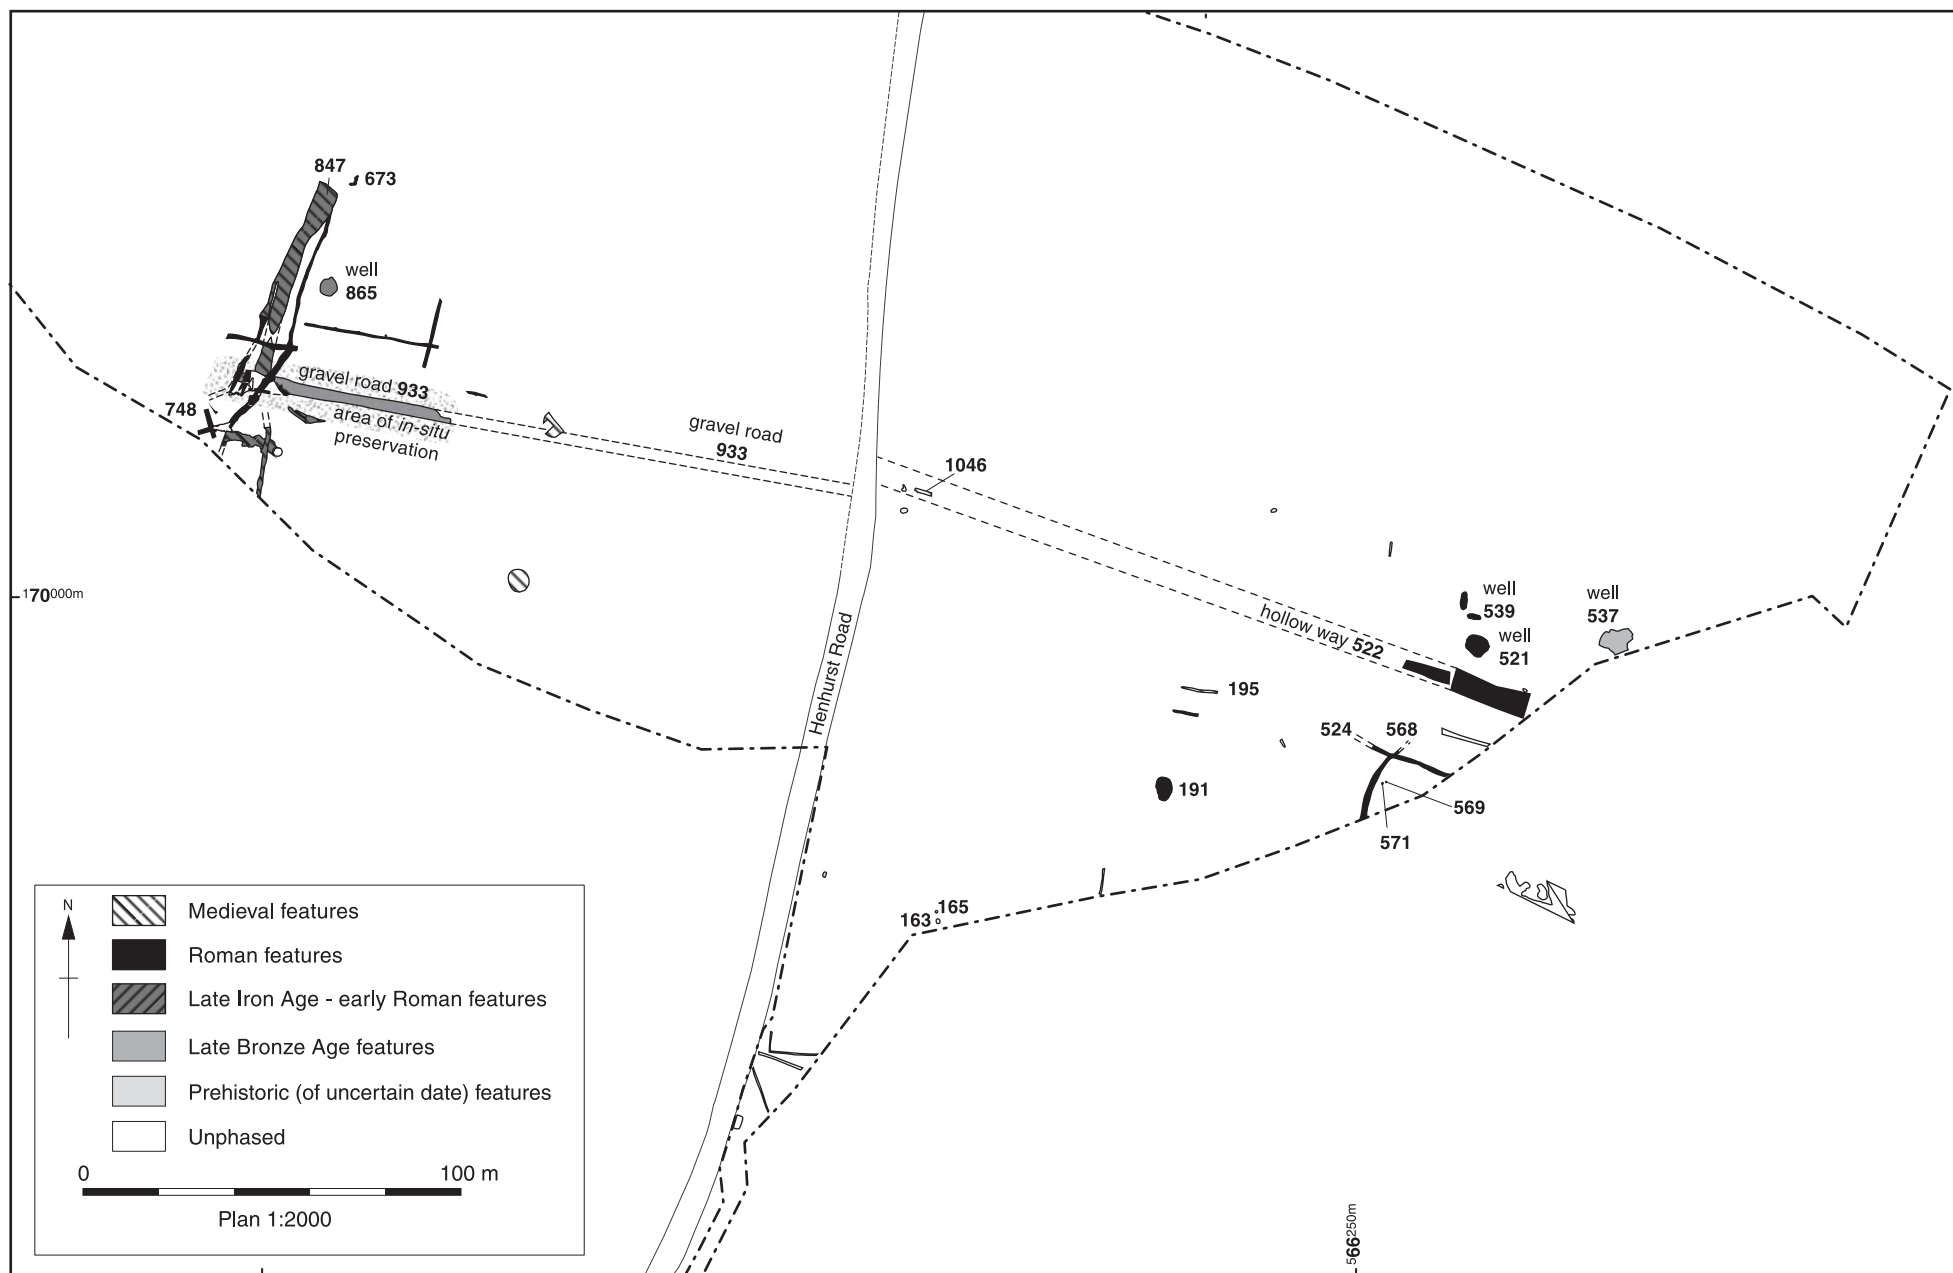 847
673
well
865
gravel road 933
748
area of in-situ
preservation
gravel road
933
1046
170000m
well
539
well
537
hollow way 522
well
521
Henhurst Road
195
524
568
191
569
571
165
163
N
Medieval features
Roman features
Late Iron Age - early Roman features
Late Bronze Age features
Prehistoric (of uncertain date) features
Unphased
0
100 m
Plan 1:2000
566250m